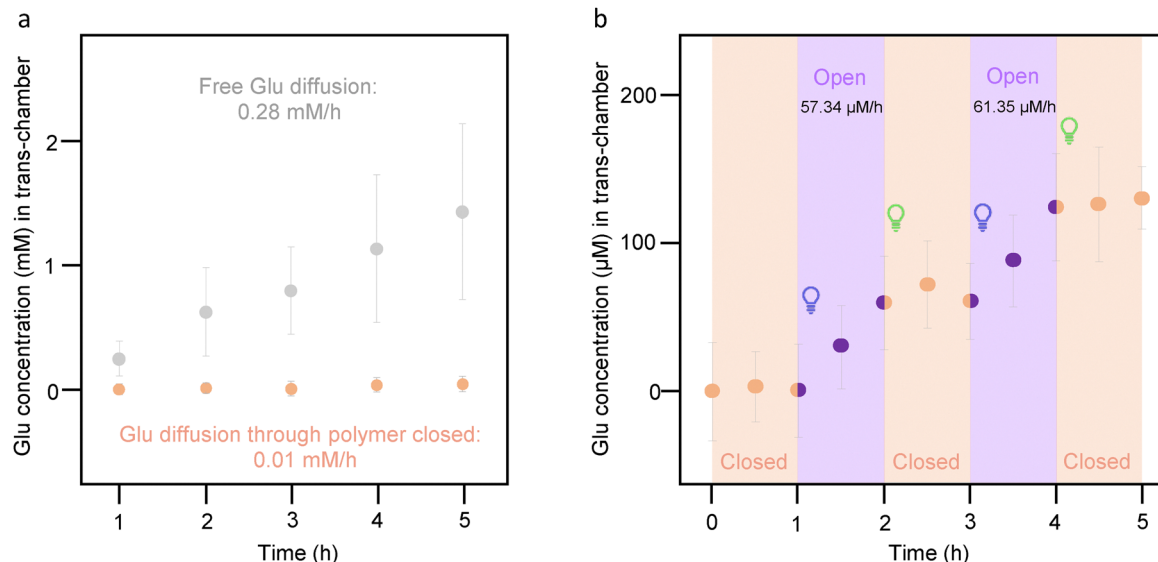 a
Glu concentration (mM) in trans-chamber
2
1
0
Free Glu diffusion:
0.28 mM/h
Glu diffusion through polymer closed:
0.01 mM/h
1 2 3 4 5
Time (h)
b
Glu concentration (µM) in trans-chamber
200
100
0
Open
57.34 µM/h
Open
61.35 µM/h
Closed
Closed
Closed
0 1 2 3 4 5
Time (h)